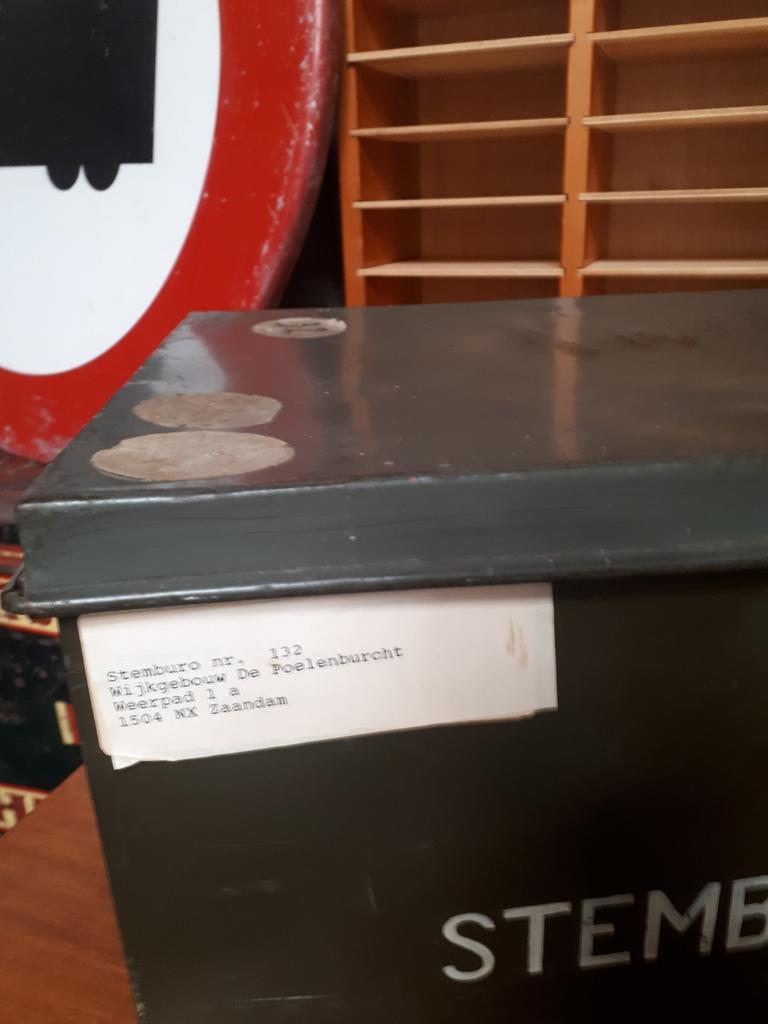 Stemburo nr. 132
Wijkgebouw De Poelenburcht
Weerpad 1 a
1504 NX Zaandam
STEMB